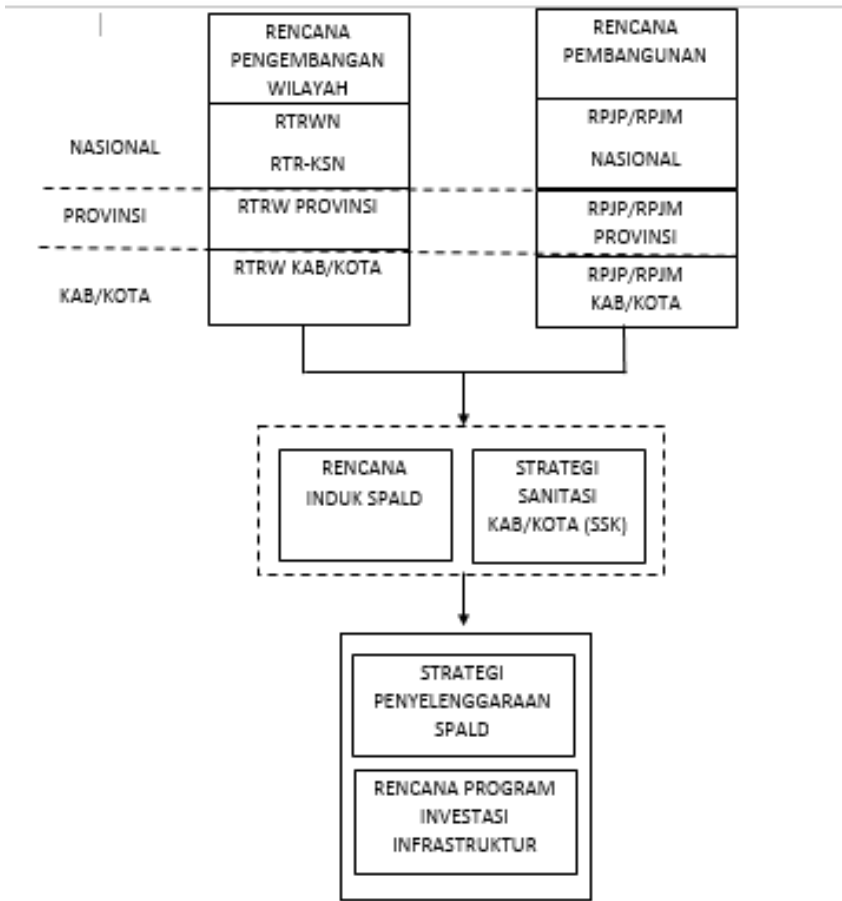 RENCANA
PENGEMBANGAN
WILAYAH
RENCANA
PEMBANGUNAN
NASIONAL
RTRWN
RTR-KSN
RPJP/RPJM
NASIONAL
PROVINSI
RTRW PROVINSI
RPJP/RPJM
PROVINSI
KAB/KOTA
RTRW KAB/KOTA
RPJP/RPJM
KAB/KOTA
RENCANA
INDUK SPALD
STRATEGI
SANITASI
KAB/KOTA (SSK)
STRATEGI
PENYELENGGARAAN
SPALD
RENCANA PROGRAM
INVESTASI
INFRASTRUKTUR